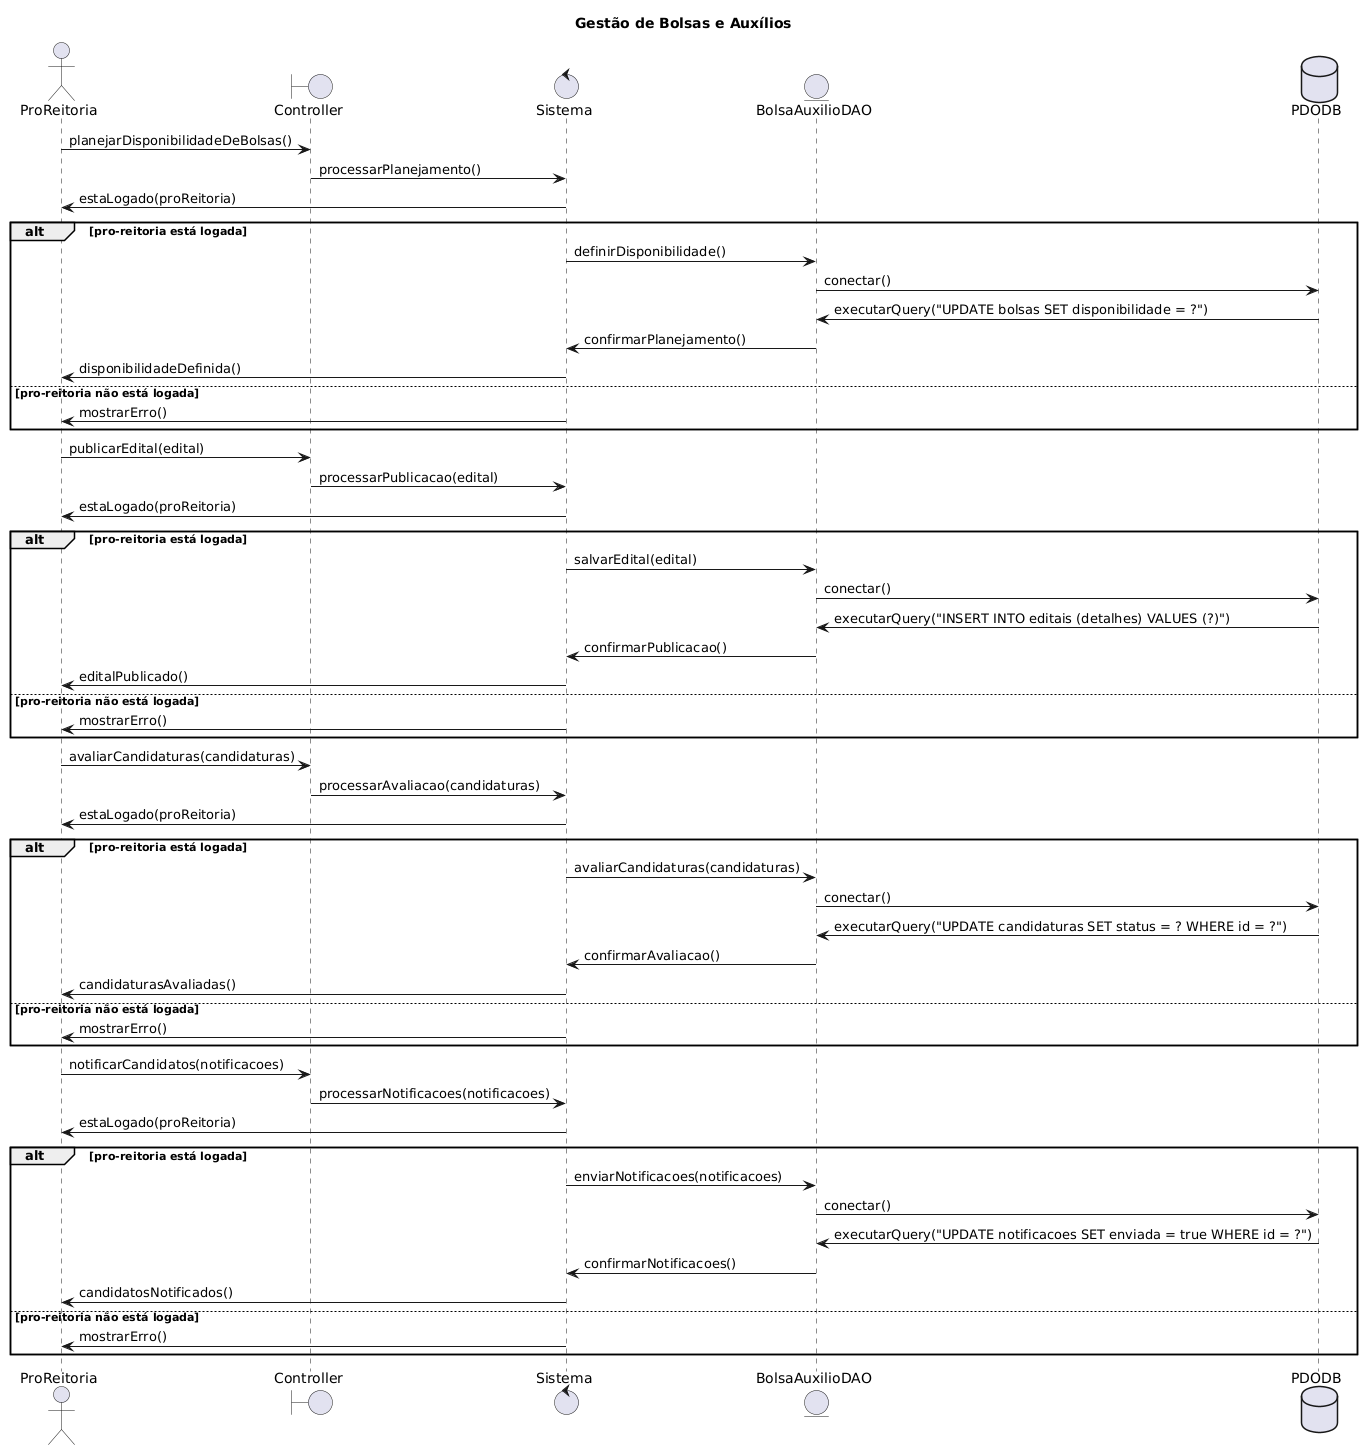 Gestão de Bolsas e Auxílios
ProReitoria Controller Sistema BolsaAuxilioDAO PDODB
planejarDisponibilidadeDeBolsas()
processarPlanejamento()
estaLogado(proReitoria)
alt [pro-reitoria está logada]
definirDisponibilidade()
conectar()
executarQuery("UPDATE bolsas SET disponibilidade = ?")
confirmarPlanejamento()
disponibilidadeDefinida()
[pro-reitoria não está logada]
mostrarErro()
publicarEdital(edital)
processarPublicacao(edital)
estaLogado(proReitoria)
alt [pro-reitoria está logada]
salvarEdital(edital)
conectar()
executarQuery("INSERT INTO editais (detalhes) VALUES (?)")
confirmarPublicacao()
editalPublicado()
[pro-reitoria não está logada]
mostrarErro()
avaliarCandidaturas(candidaturas)
processarAvaliacao(candidaturas)
estaLogado(proReitoria)
alt [pro-reitoria está logada]
avaliarCandidaturas(candidaturas)
conectar()
executarQuery("UPDATE candidaturas SET status = ? WHERE id = ?")
confirmarAvaliacao()
candidaturasAvaliadas()
[pro-reitoria não está logada]
mostrarErro()
notificarCandidatos(notificacoes)
processarNotificacoes(notificacoes)
estaLogado(proReitoria)
alt [pro-reitoria está logada]
enviarNotificacoes(notificacoes)
conectar()
executarQuery("UPDATE notificacoes SET enviada = true WHERE id = ?")
confirmarNotificacoes()
candidatosNotificados()
[pro-reitoria não está logada]
mostrarErro()
ProReitoria Controller Sistema BolsaAuxilioDAO PDODB